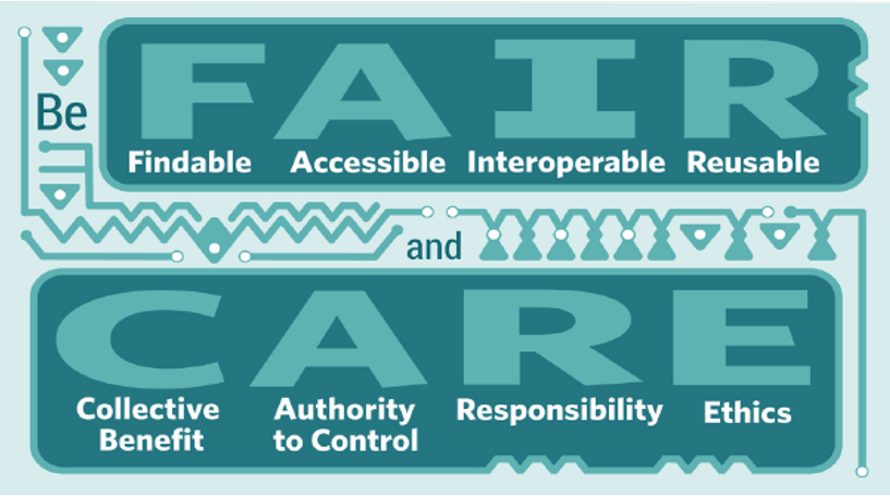 Be
FAIR
Findable Accessible Interoperable Reusable
and
CARE
Collective Benefit Authority to Control Responsibility Ethics